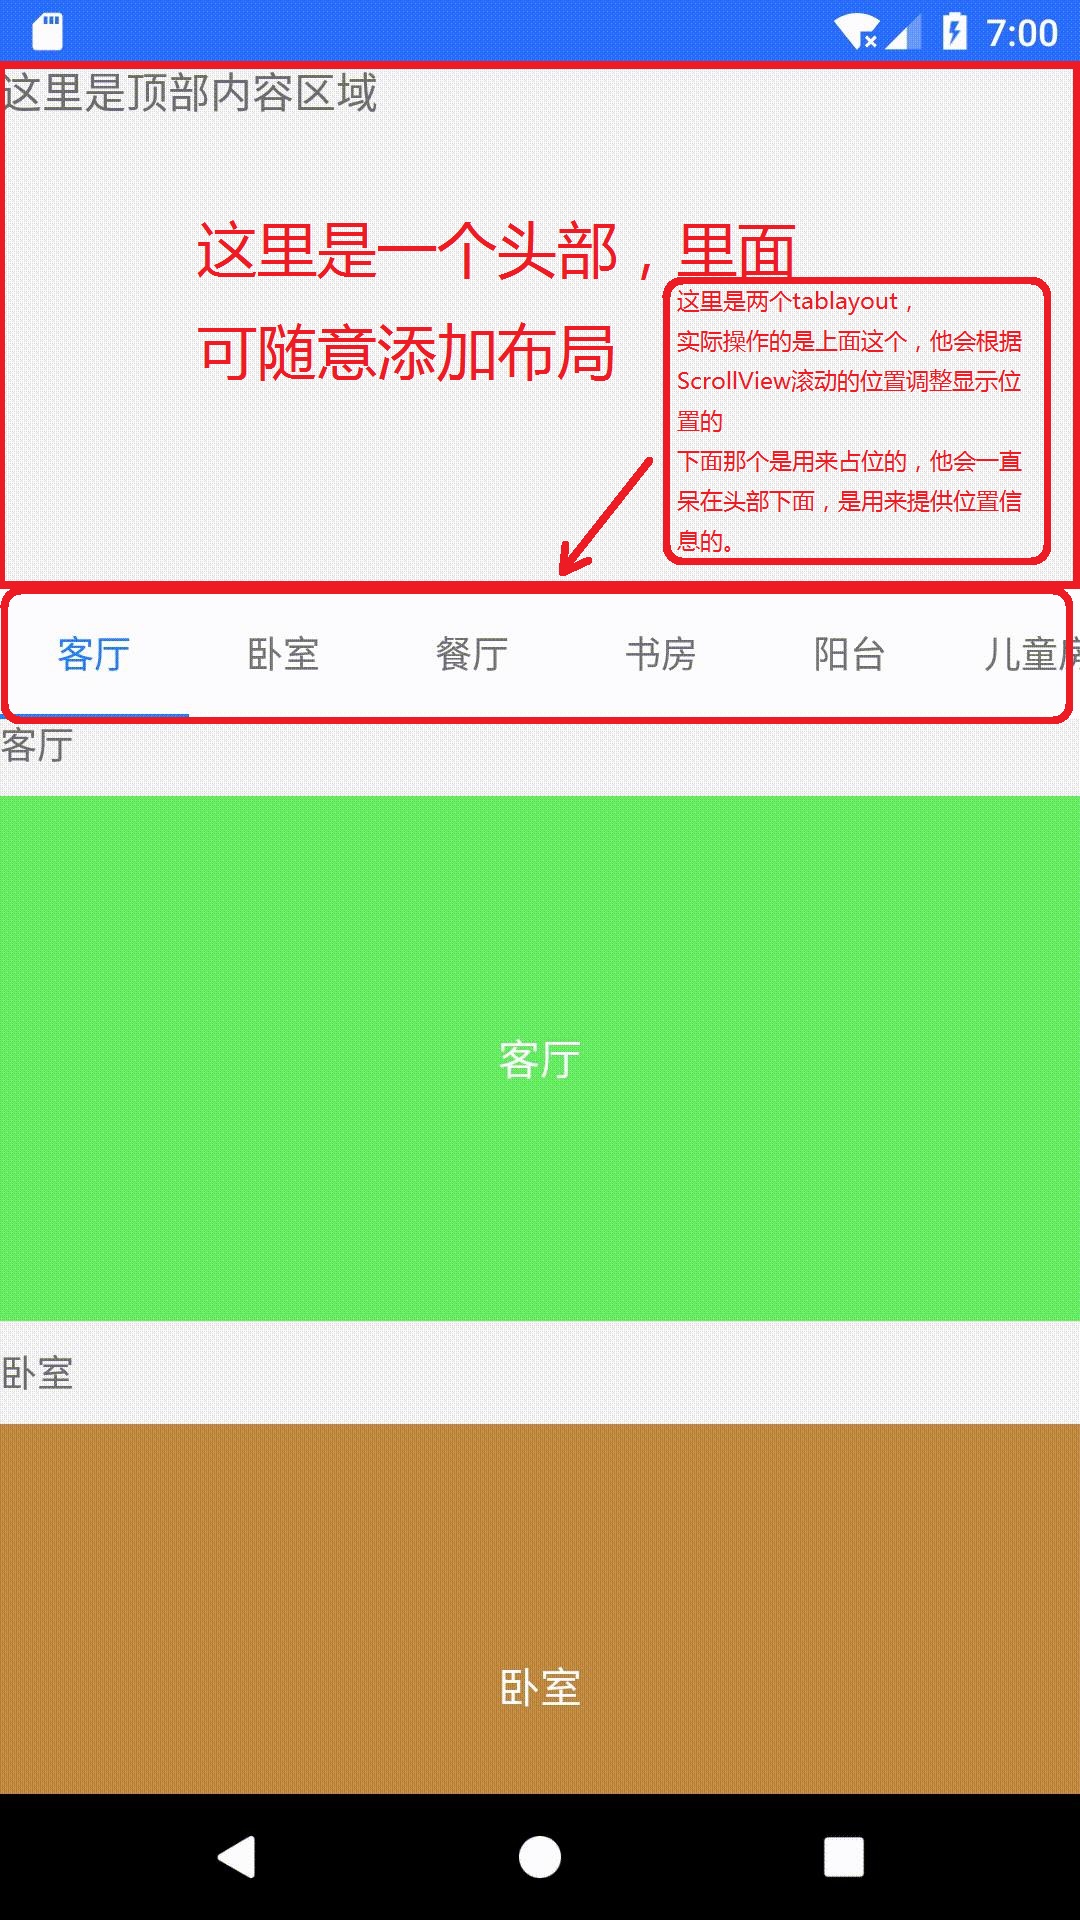 7:00
这里是顶部内容区域
这里是一个头部，里面
可随意添加布局
这里是两个tablayout，
实际操作的是上面这个，他会根据
ScrollView滚动的位置调整显示位
置的
下面那个是用来占位的，他会一直
呆在头部下面，是用来提供位置信
息的。
客厅 卧室 餐厅 书房 阳台 儿童房
客厅
客厅
卧室
卧室